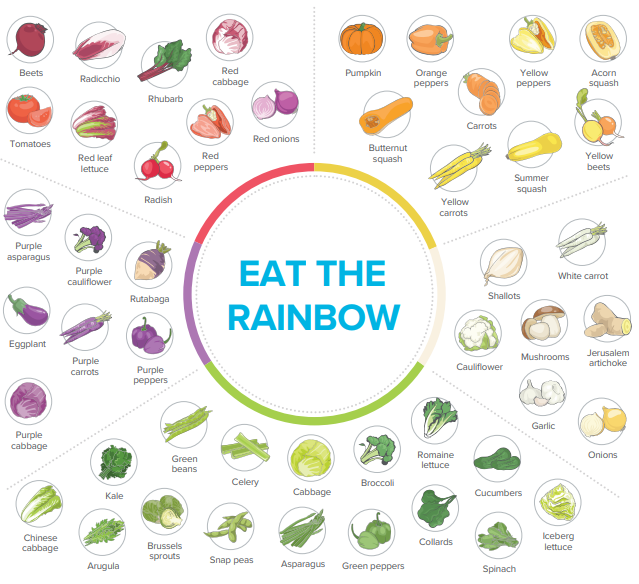 Beets
Radicchio
Rhubarb
Red
cabbage
Tomatoes
Red leaf
lettuce
Radish
Red
peppers
Red onions
Pumpkin
Orange
peppers
Yellow
peppers
Acorn
squash
Butternut
squash
Carrots
Yellow
carrots
Summer
squash
Yellow
beets
Purple
asparagus
Purple
cauliflower
Rutabaga
Eggplant
Purple
carrots
Purple
peppers
Purple
cabbage
EAT THE
RAINBOW
Shallots
White carrot
Cauliflower
Mushrooms
Jerusalem
artichoke
Garlic
Onions
Green
beans
Celery
Cabbage
Broccoli
Romaine
lettuce
Cucumbers
Kale
Chinese
cabbage
Arugula
Brussels
sprouts
Snap peas
Asparagus
Green peppers
Collards
Spinach
Iceberg
lettuce